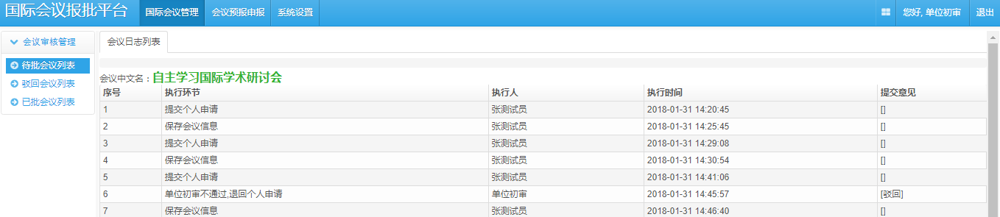 国际会议报批平台 国际会议管理 会议预报申报 系统设置 您好, 单位初审 退出
会议审核管理
待批会议列表
驳回会议列表
已批会议列表
会议日志列表
会议中文名：自主学习国际学术研讨会
序号 执行环节 执行人 执行时间 提交意见
1 提交个人申请 张测试员 2018-01-31 14:20:45 []
2 保存会议信息 张测试员 2018-01-31 14:25:45 []
3 提交个人申请 张测试员 2018-01-31 14:29:08 []
4 保存会议信息 张测试员 2018-01-31 14:30:54 []
5 提交个人申请 张测试员 2018-01-31 14:41:06 []
6 单位初审不通过,退回个人申请 单位初审 2018-01-31 14:45:57 [驳回]
7 保存会议信息 张测试员 2018-01-31 14:46:40 []